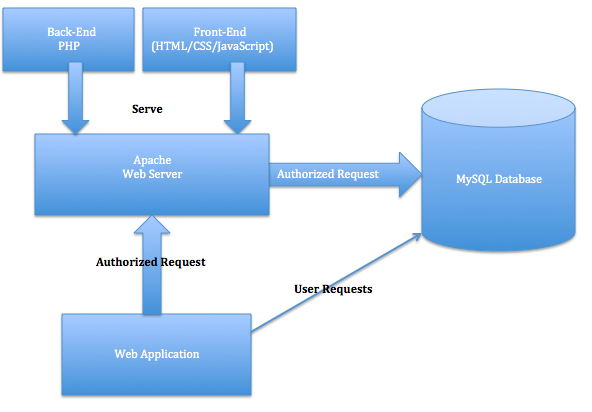 Back-End
PHP
Front-End
(HTML/CSS/JavaScript)
Serve
Apache
Web Server
Authorized Request
MySQL Database
Authorized Request
User Requests
Web Application